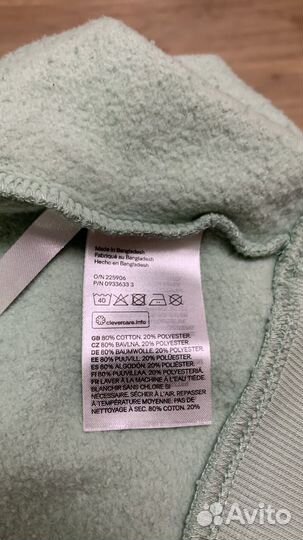 Made in Bangladesh
Fabriqué au Bangladesh
Hecho en Bangladesh
O/N 225906
P/N 0933633 3
40
clevercare.info
GB 80% COTTON. 20% POLYESTER.
CZ 80% BAVLNA. 20% POLYESTER.
DE 80% BAUMWOLLE. 20% POLYESTER.
EE 80% PUUVILL. 20% POLÜESTER.
ES 80% ALGODÓN. 20% POLIÉSTER.
FI 80% PUUVILLAA. 20% POLYESTERIÄ.
FR LAVER À LA MACHINE À 40° TIÈDE.
BLANCHIR SANS CHLORE SI
NÉCESSAIRE. SÉCHER À L'AIR. REPASSER
À TEMPÉRATURE MOYENNE. PAS DE
NETTOYAGE À SEC. 80% COTON. 20%
Avito